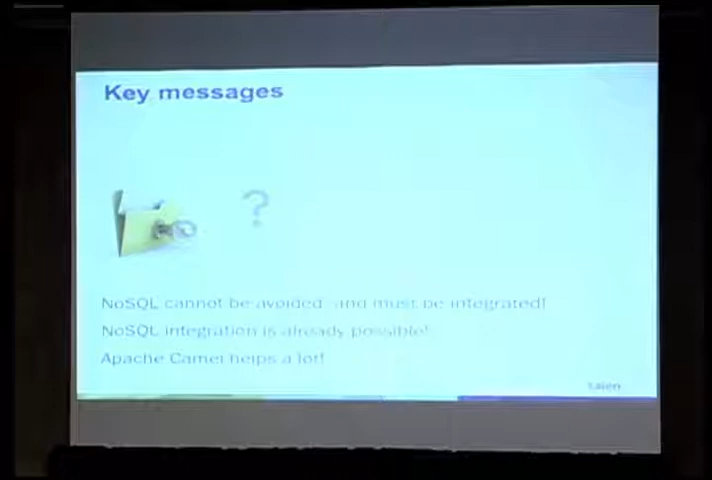 Key messages
?
NoSQL cannot be avoided and must be integrated!
NoSQL integration is already possible!
Apache Camel helps a lot!
talen